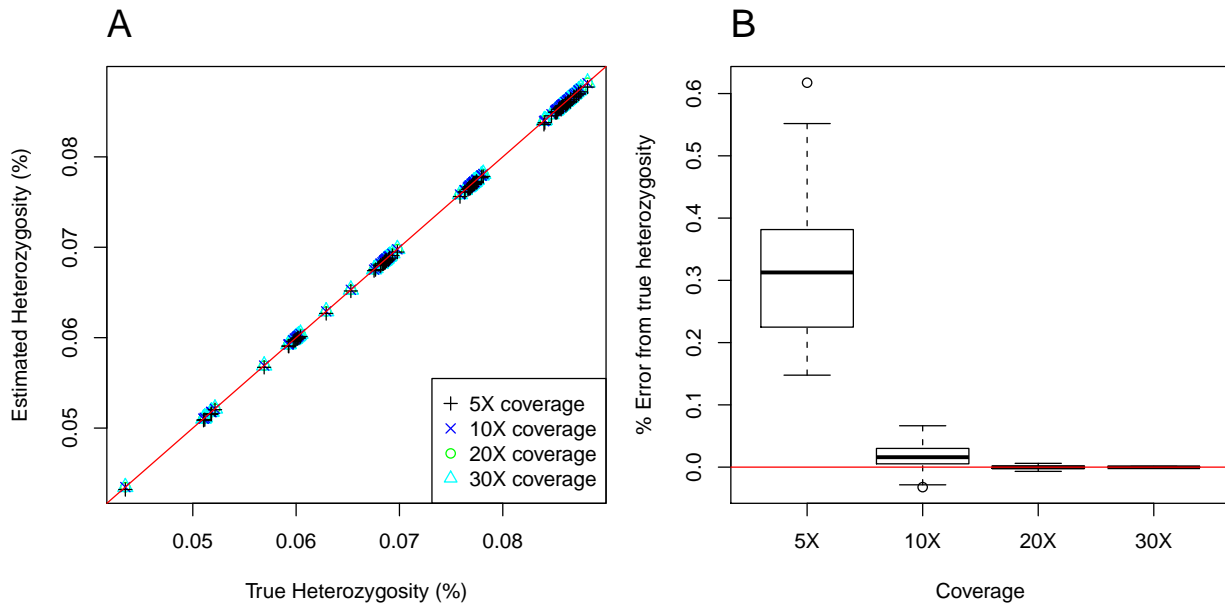 A
Estimated Heterozygosity (%)
0.05 0.06 0.07 0.08
0.05 0.06 0.07 0.08
True Heterozygosity (%)
5X coverage
10X coverage
20X coverage
30X coverage
B
% Error from true heterozygosity
0.0 0.1 0.2 0.3 0.4 0.5 0.6
5X 10X 20X 30X
Coverage